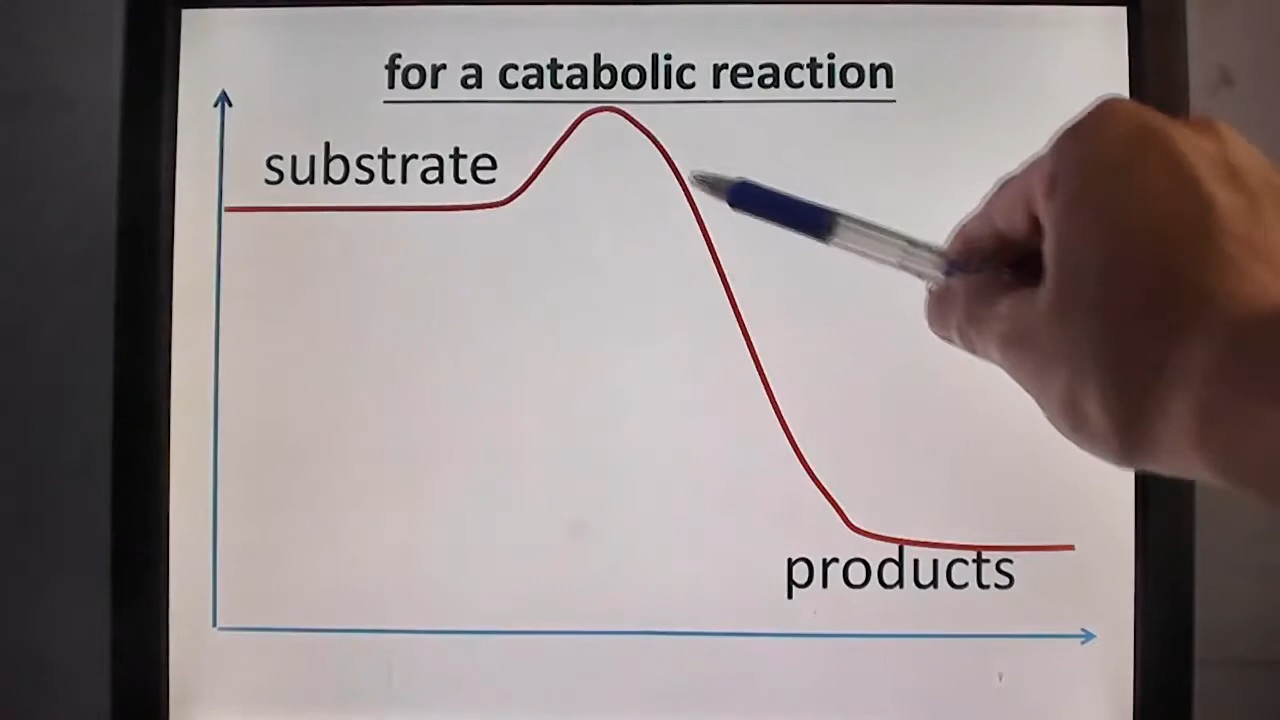 for a catabolic reaction
substrate
products